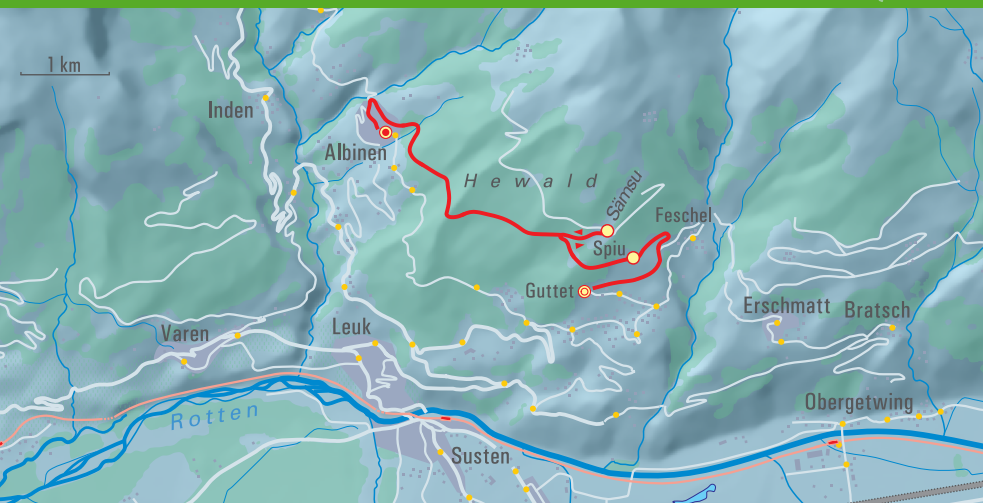 1 km
Inden
Albinen
Hewald
Sämsu
Feschel
Spiu
Guttet
Erschmatt
Bratsch
Varen
Leuk
Rotten
Obergetwing
Susten